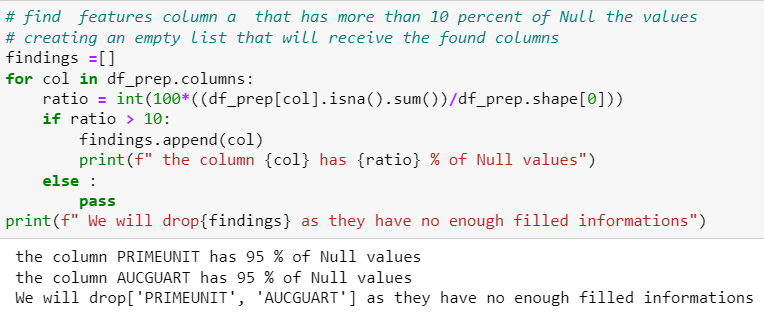 # find  features column a  that has more than 10 percent of Null the values
# creating an empty list that will receive the found columns
findings =[]
for col in df_prep.columns:
    ratio = int(100*((df_prep[col].isna().sum())/df_prep.shape[0]))
    if ratio > 10:
        findings.append(col)
        print(f" the column {col} has {ratio} % of Null values")
    else :
        pass
print(f" We will drop{findings} as they have no enough filled informations")
the column PRIMEUNIT has 95 % of Null values
the column AUCGUART has 95 % of Null values
We will drop['PRIMEUNIT', 'AUCGUART'] as they have no enough filled informations